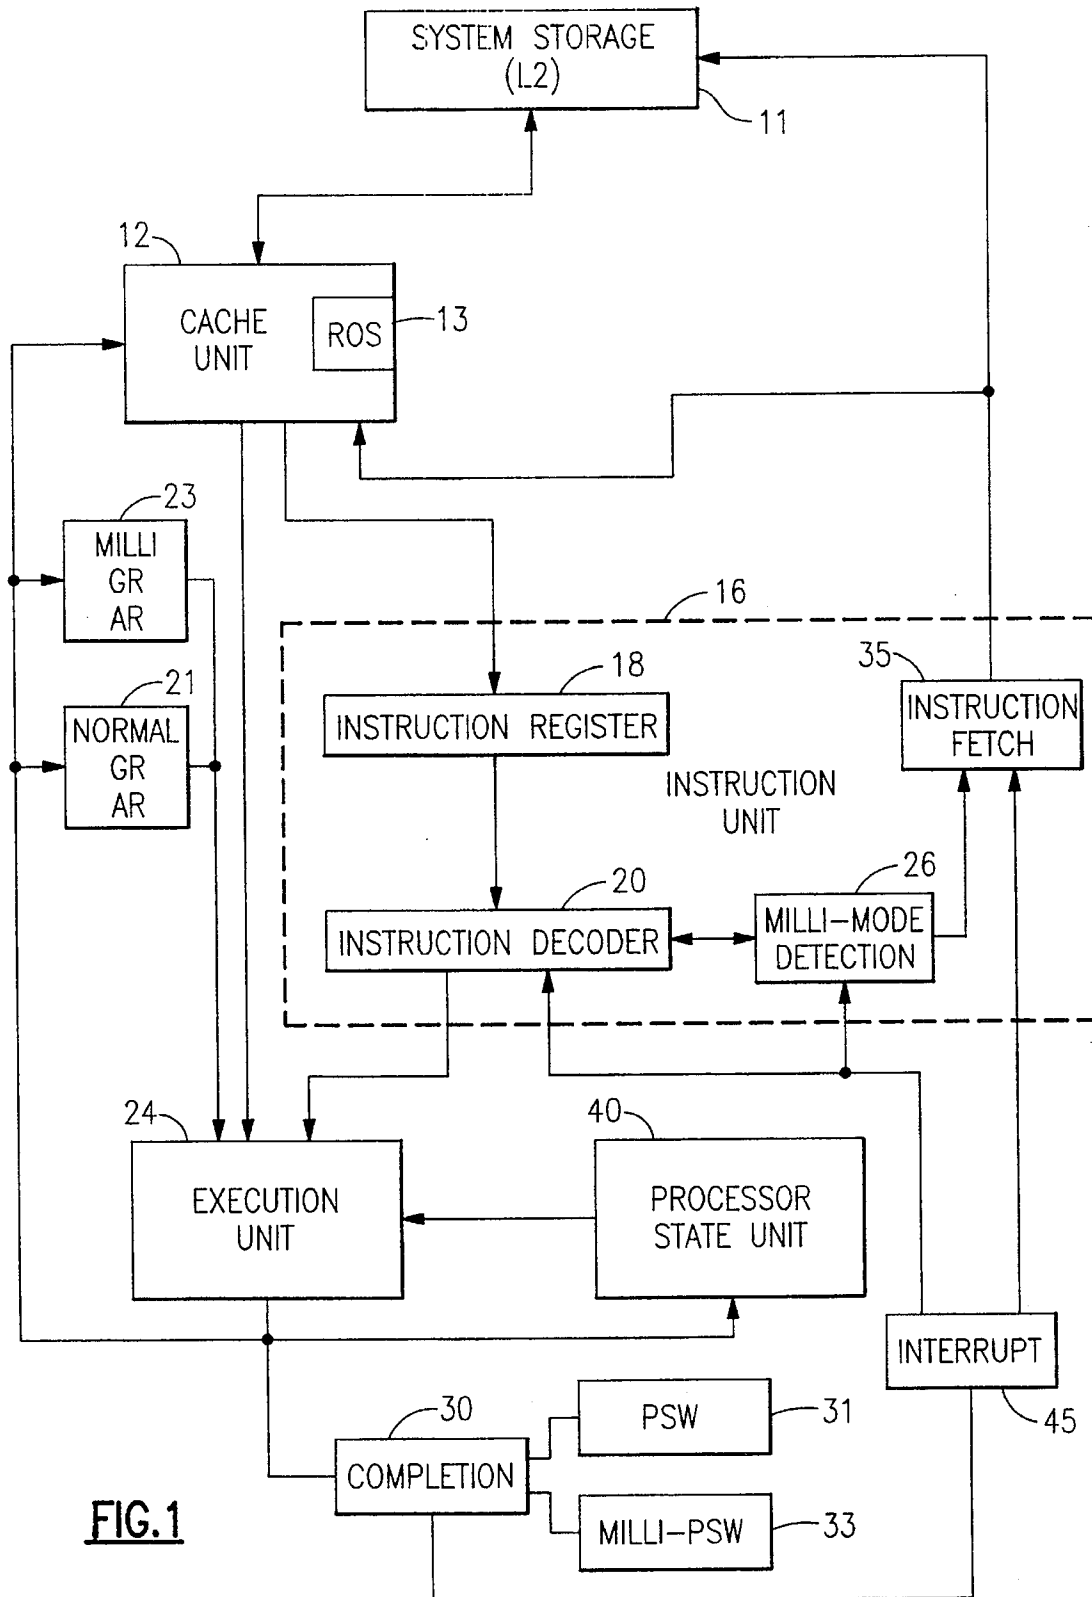 SYSTEM STORAGE
(L2)
11
12
CACHE
UNIT
ROS
13
23
MILLI
GR
AR
16
21
NORMAL
GR
AR
18
INSTRUCTION REGISTER
35
INSTRUCTION
FETCH
INSTRUCTION
UNIT
20
INSTRUCTION DECODER
26
MILLI-MODE
DETECTION
24
EXECUTION
UNIT
40
PROCESSOR
STATE UNIT
INTERRUPT
45
30
COMPLETION
PSW
31
MILLI-PSW
33
FIG.1